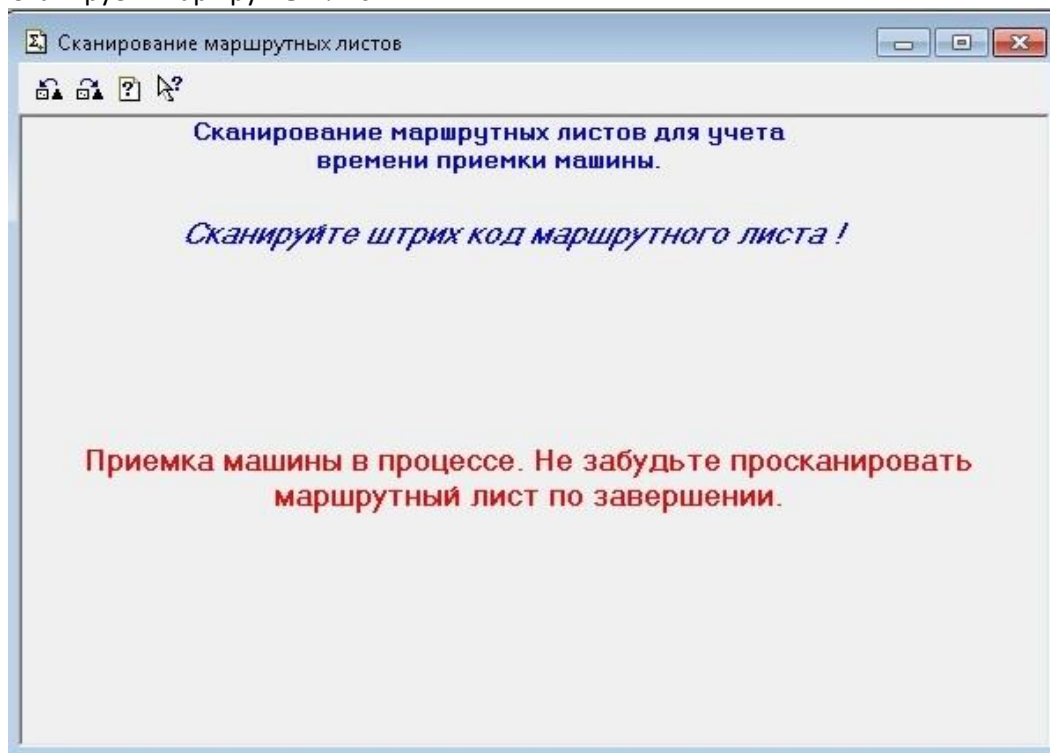 Сканирование маршрутных листов
Сканирование маршрутных листов для учета
времени приемки машины.
Сканируйте штрих код маршрутного листа !
Приемка машины в процессе. Не забудьте просканировать
маршрутный лист по завершении.